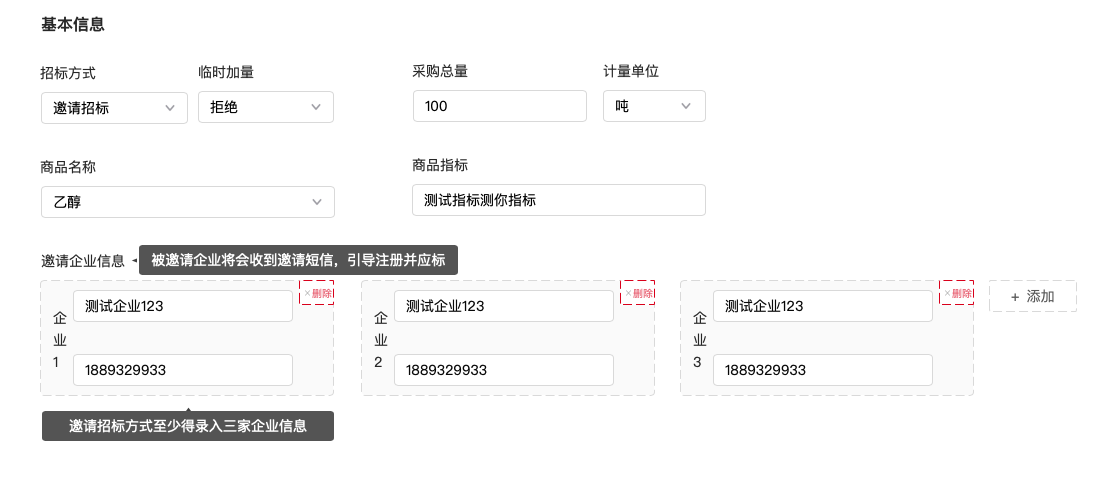 基本信息
招标方式 临时加量 采购总量 计量单位
邀请招标 拒绝 100 吨
商品名称 商品指标
乙醇 测试指标测你指标
邀请企业信息 被邀请企业将会收到邀请短信，引导注册并应标
企业1 测试企业123 ×删除
1889329933
企业2 测试企业123 ×删除
1889329933
企业3 测试企业123 ×删除
1889329933
+ 添加
邀请招标方式至少得录入三家企业信息